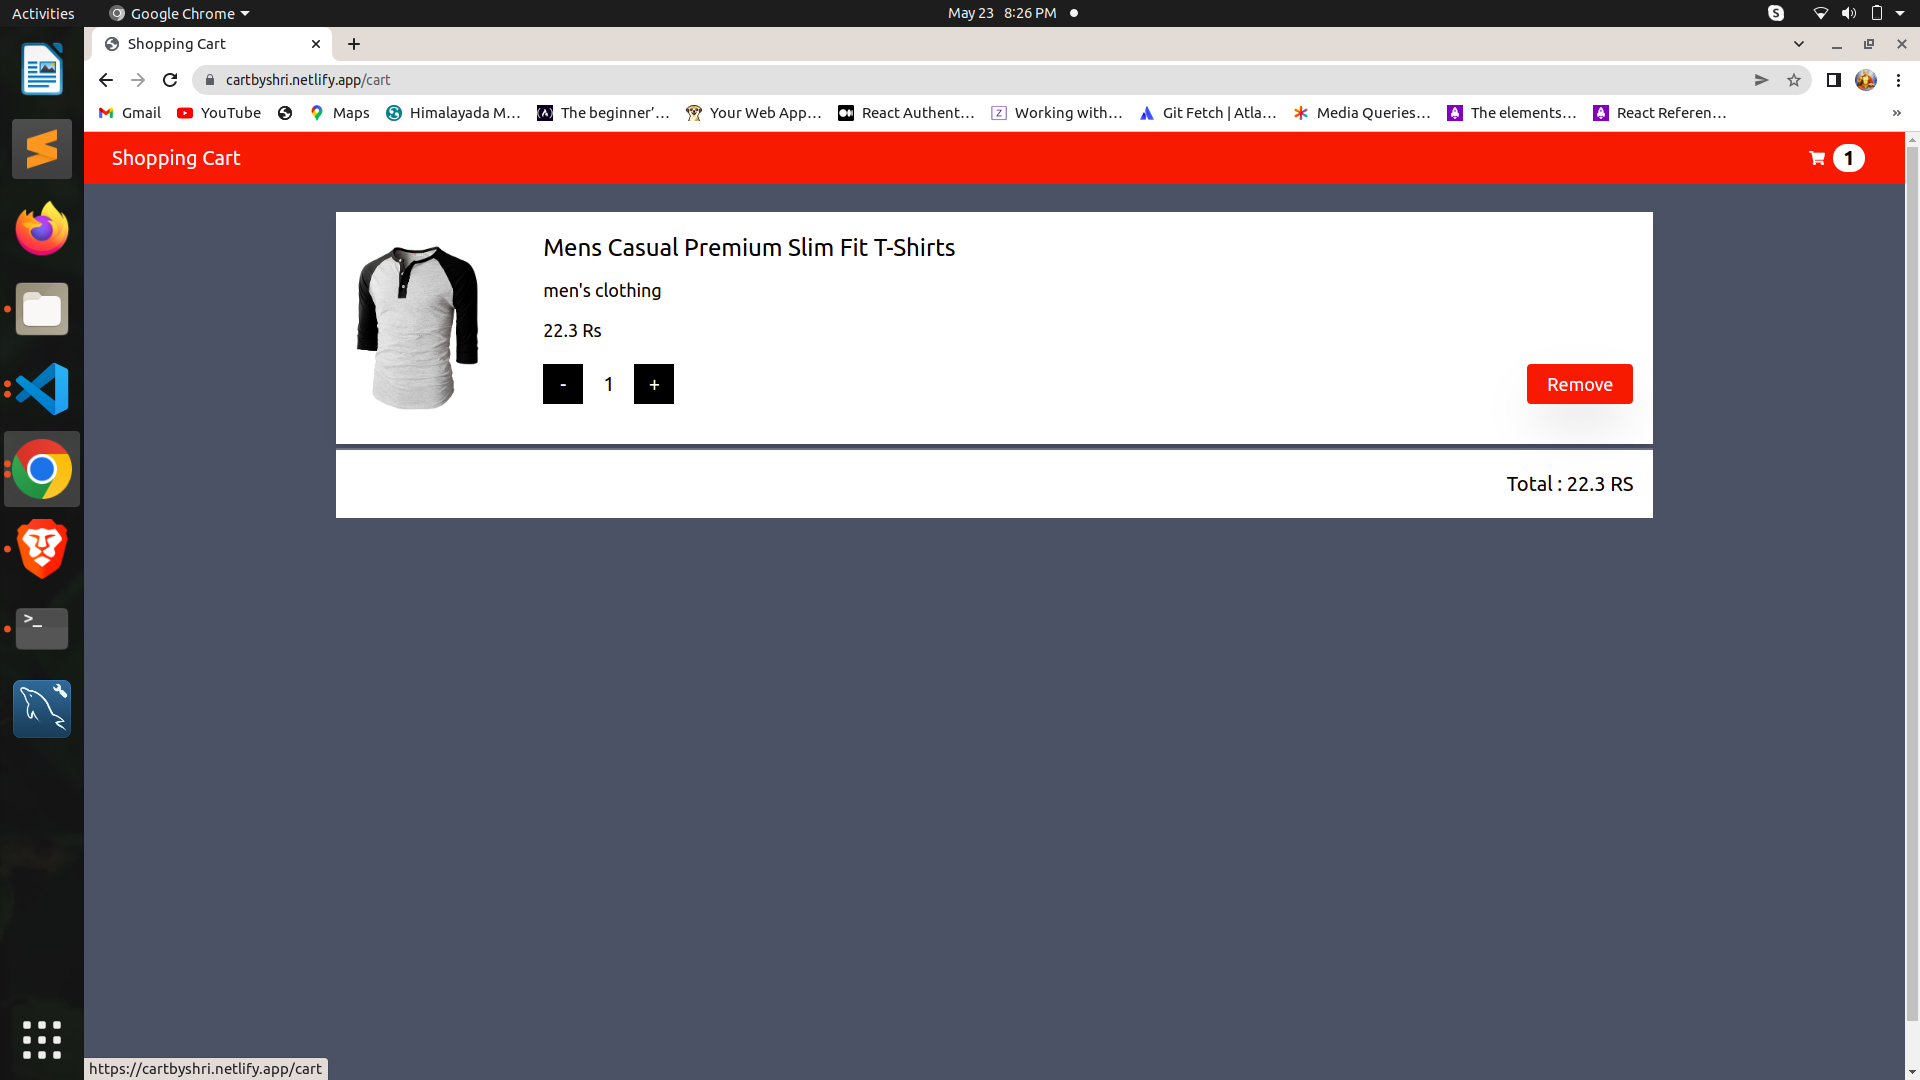 Activities
Google Chrome
May 23 8:26 PM
Shopping Cart
cartbyshri.netlify.app/cart
Gmail
YouTube
Maps
Himalayada M...
The beginner’...
Your Web App...
React Authent...
Working with...
Git Fetch | Atla...
Media Queries...
The elements...
React Referen...
»
Shopping Cart
1
Mens Casual Premium Slim Fit T-Shirts
men's clothing
22.3 Rs
- 1 +
Remove
Total : 22.3 RS
https://cartbyshri.netlify.app/cart